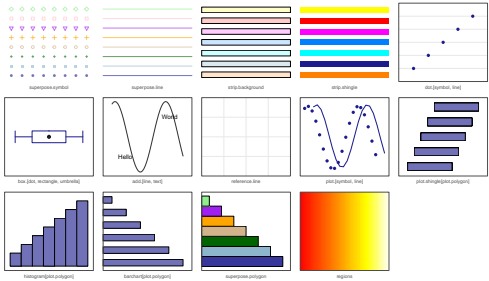 superpose.symbol
superpose.line
strip.background
strip.shingle
dot.[symbol, line]
World
Hello
box.[dot, rectangle, umbrella]
add.[line, text]
reference.line
plot.[symbol, line]
plot.shingle[plot.polygon]
histogram[plot.polygon]
barchart[plot.polygon]
superpose.polygon
regions